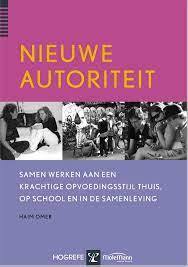 NIEUWE
AUTORITEIT
SAMEN WERKEN AAN EEN
KRACHTIGE OPVOEDINGSSTIJL THUIS,
OP SCHOOL EN IN DE SAMENLEVING
HAIM OMER
HOGREFE